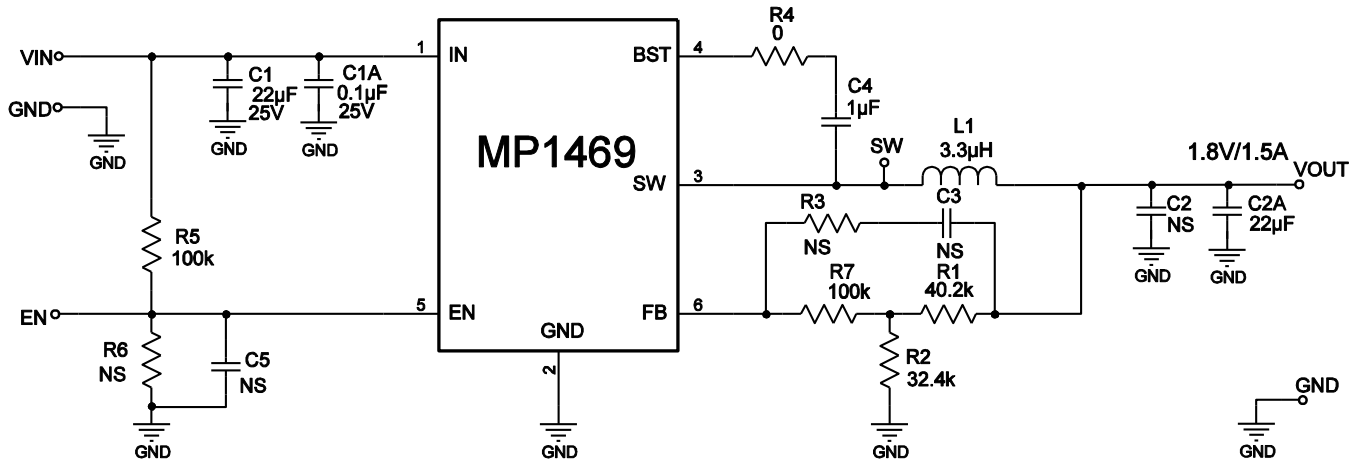 VIN
GND
GND
C1
22µF
25V
GND
C1A
0.1µF
25V
GND
1
IN
MP1469
BST
4
R4
0
C4
1µF
SW
3
SW
L1
3.3µH
1.8V/1.5A
VOUT
C2
NS
GND
C2A
22µF
GND
R3
NS
C3
NS
R5
100k
EN
5
EN
GND
2
GND
FB
6
R7
100k
R1
40.2k
R2
32.4k
GND
R6
NS
C5
NS
GND
GND
GND